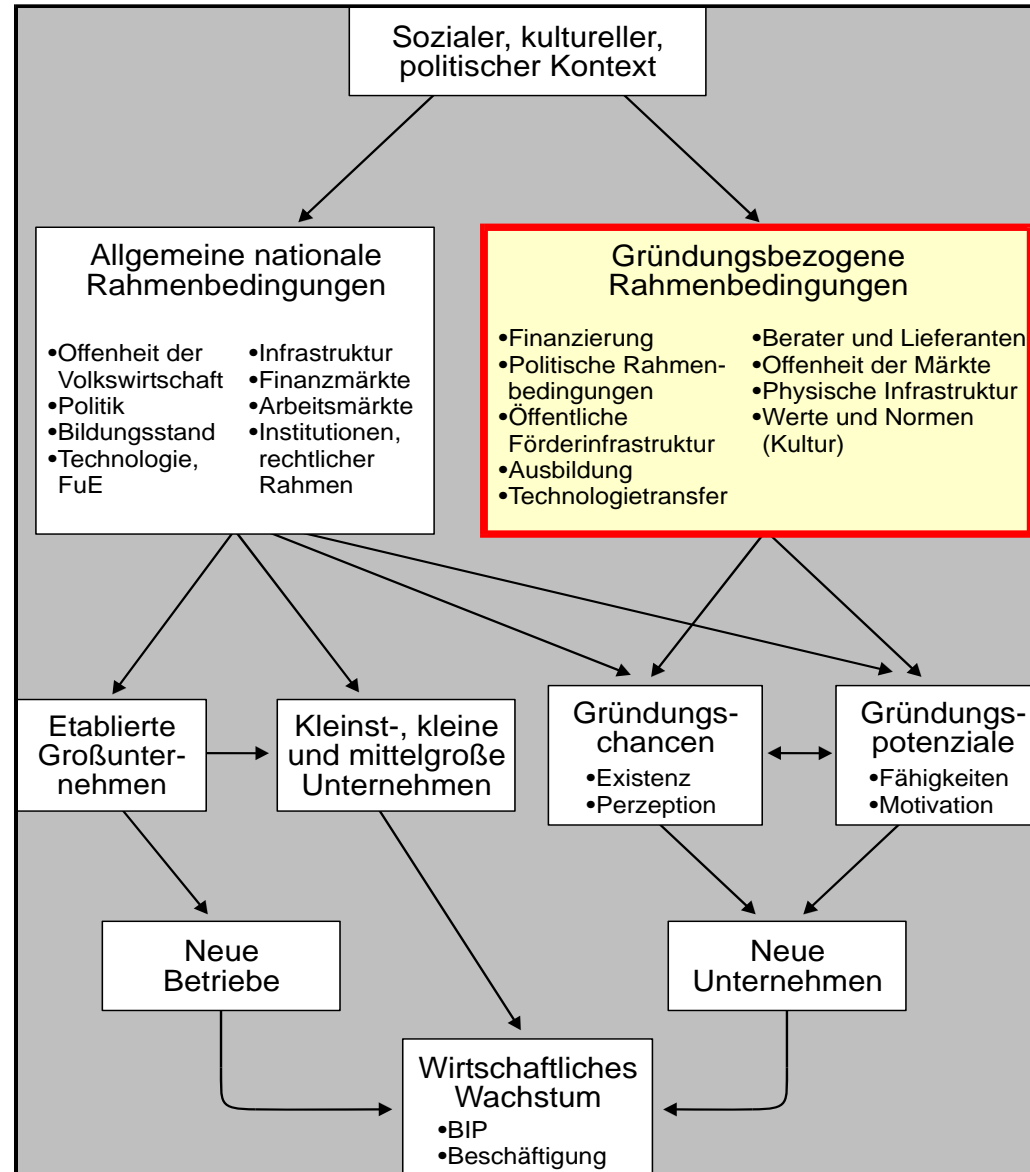 Sozialer, kultureller,
politischer Kontext
Allgemeine nationale
Rahmenbedingungen
•Offenheit der
Volkswirtschaft
•Politik
•Bildungsstand
•Technologie,
FuE
•Infrastruktur
•Finanzmärkte
•Arbeitsmärkte
•Institutionen,
rechtlicher
Rahmen
Gründungsbezogene
Rahmenbedingungen
•Finanzierung
•Politische Rahmen-
bedingungen
•Öffentliche
Förderinfrastruktur
•Ausbildung
•Technologietransfer
•Berater und Lieferanten
•Offenheit der Märkte
•Physische Infrastruktur
•Werte und Normen
(Kultur)
Etablierte
Großunter-
nehmen
Kleinst-, kleine
und mittelgroße
Unternehmen
Gründungs-
chancen
•Existenz
•Perzeption
Gründungs-
potenziale
•Fähigkeiten
•Motivation
Neue
Betriebe
Neue
Unternehmen
Wirtschaftliches
Wachstum
•BIP
•Beschäftigung